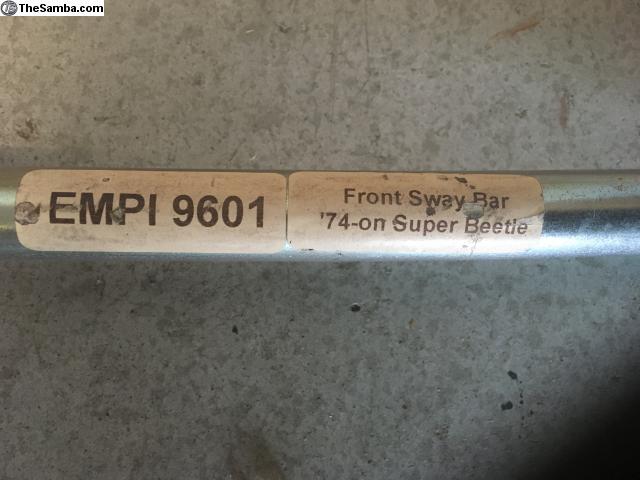 TheSamba.com
EMPI 9601
Front Sway Bar
'74-on Super Beetle